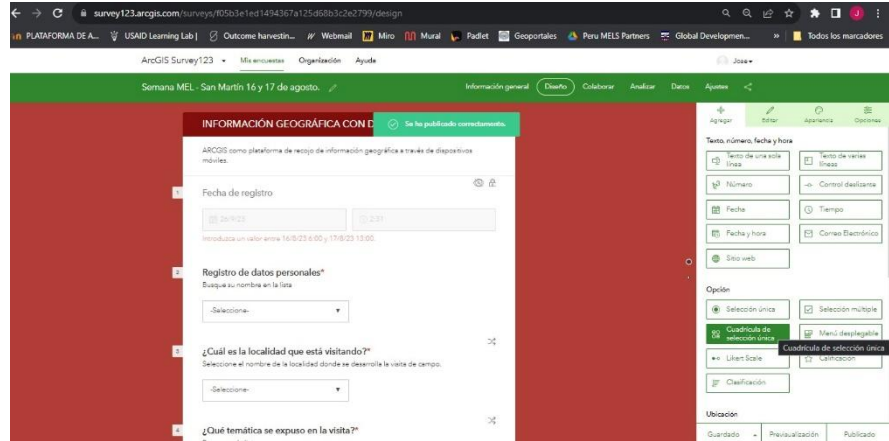 survey123.arcgis.com/surveys/f05b3e1ed1494367a125d68b3c2e2799/design
PLATAFORMA DE A... USAID Learning Lab | Outcome harvestin... Webmail Miro Mural Padlet Geoportales Peru MELS Partners Global Developmen... » Todos los marcadores
ArcGIS Survey123 Mis encuestas Organización Ayuda Jose
Semana MEL - San Martín 16 y 17 de agosto. Información general Diseño Colaborar Analizar Datos Ajustes
INFORMACIÓN GEOGRÁFICA CON D
Se ha publicado correctamente.
ARCGIS como plataforma de recojo de información geográfica a través de dispositivos
móviles.
1
Fecha de registro
26/9/23 2:37
Introduzca un valor entre 16/8/23 6:00 y 17/8/23 13:00.
2
Registro de datos personales*
Busque su nombre en la lista
-Seleccione-
3
¿Cuál es la localidad que está visitando?*
Seleccione el nombre de la localidad donde se desarrolla la visita de campo.
-Seleccione-
4
¿Qué temática se expuso en la visita?*
Agregar Editar Apariencia Opciones
Texto, número, fecha y hora
Texto de una sola línea
Texto de varias líneas
Número
Control deslizante
Fecha
Tiempo
Fecha y hora
Correo Electrónico
Sitio web
Opción
Selección única
Selección múltiple
Cuadrícula de
selección única
Menú desplegable
Cuadrícula de selección única
Likert Scale
Calificación
Clasificación
Ubicación
Guardado Previsualización Publicado